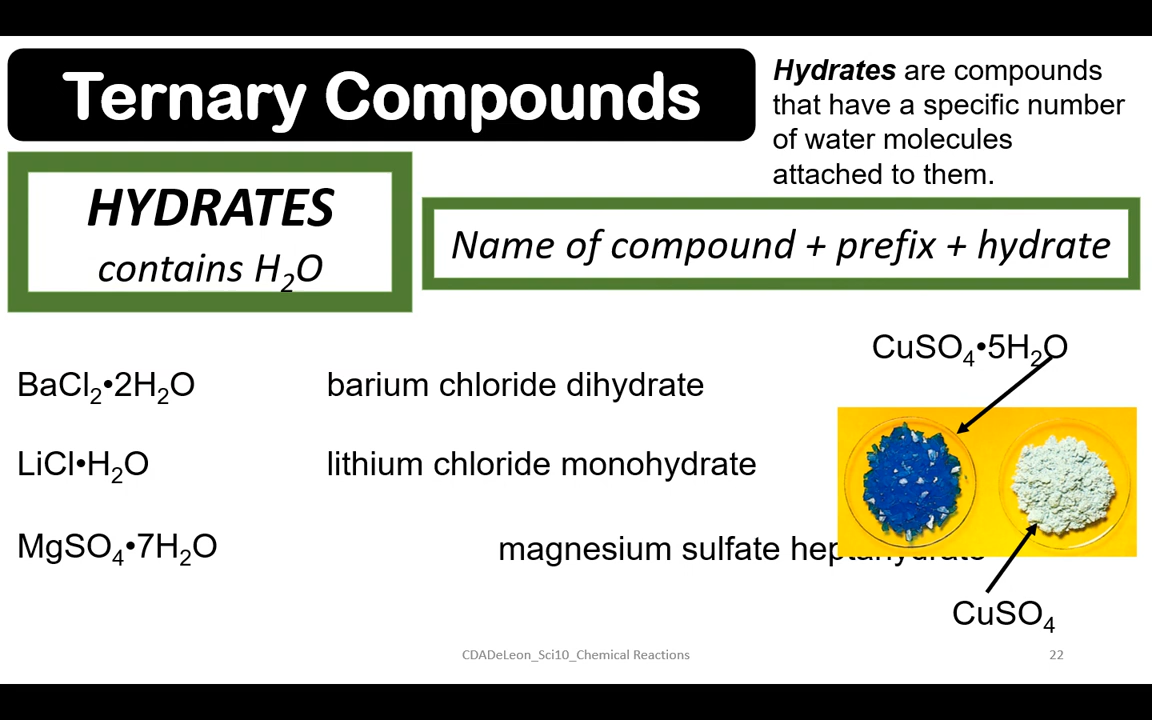 Ternary Compounds
Hydrates are compounds
that have a specific number
of water molecules
attached to them.
HYDRATES
contains H₂O
Name of compound + prefix + hydrate
CuSO₄•5H₂O
BaCl₂•2H₂O barium chloride dihydrate
LiCl•H₂O lithium chloride monohydrate
MgSO₄•7H₂O magnesium sulfate heptahydrate
CuSO₄
CDADeLeon_Sci10_Chemical Reactions 22